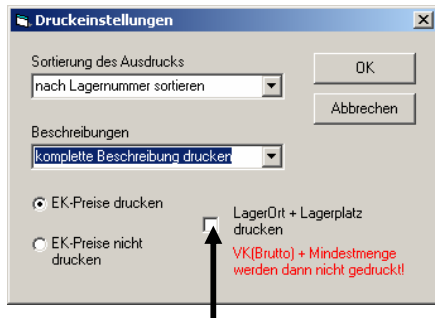 Druckeinstellungen
Sortierung des Ausdrucks
nach Lagernummer sortieren
OK
Abbrechen
Beschreibungen
komplette Beschreibung drucken
EK-Preise drucken
EK-Preise nicht
drucken
LagerOrt + Lagerplatz
drucken
VK(Brutto) + Mindestmenge
werden dann nicht gedruckt!